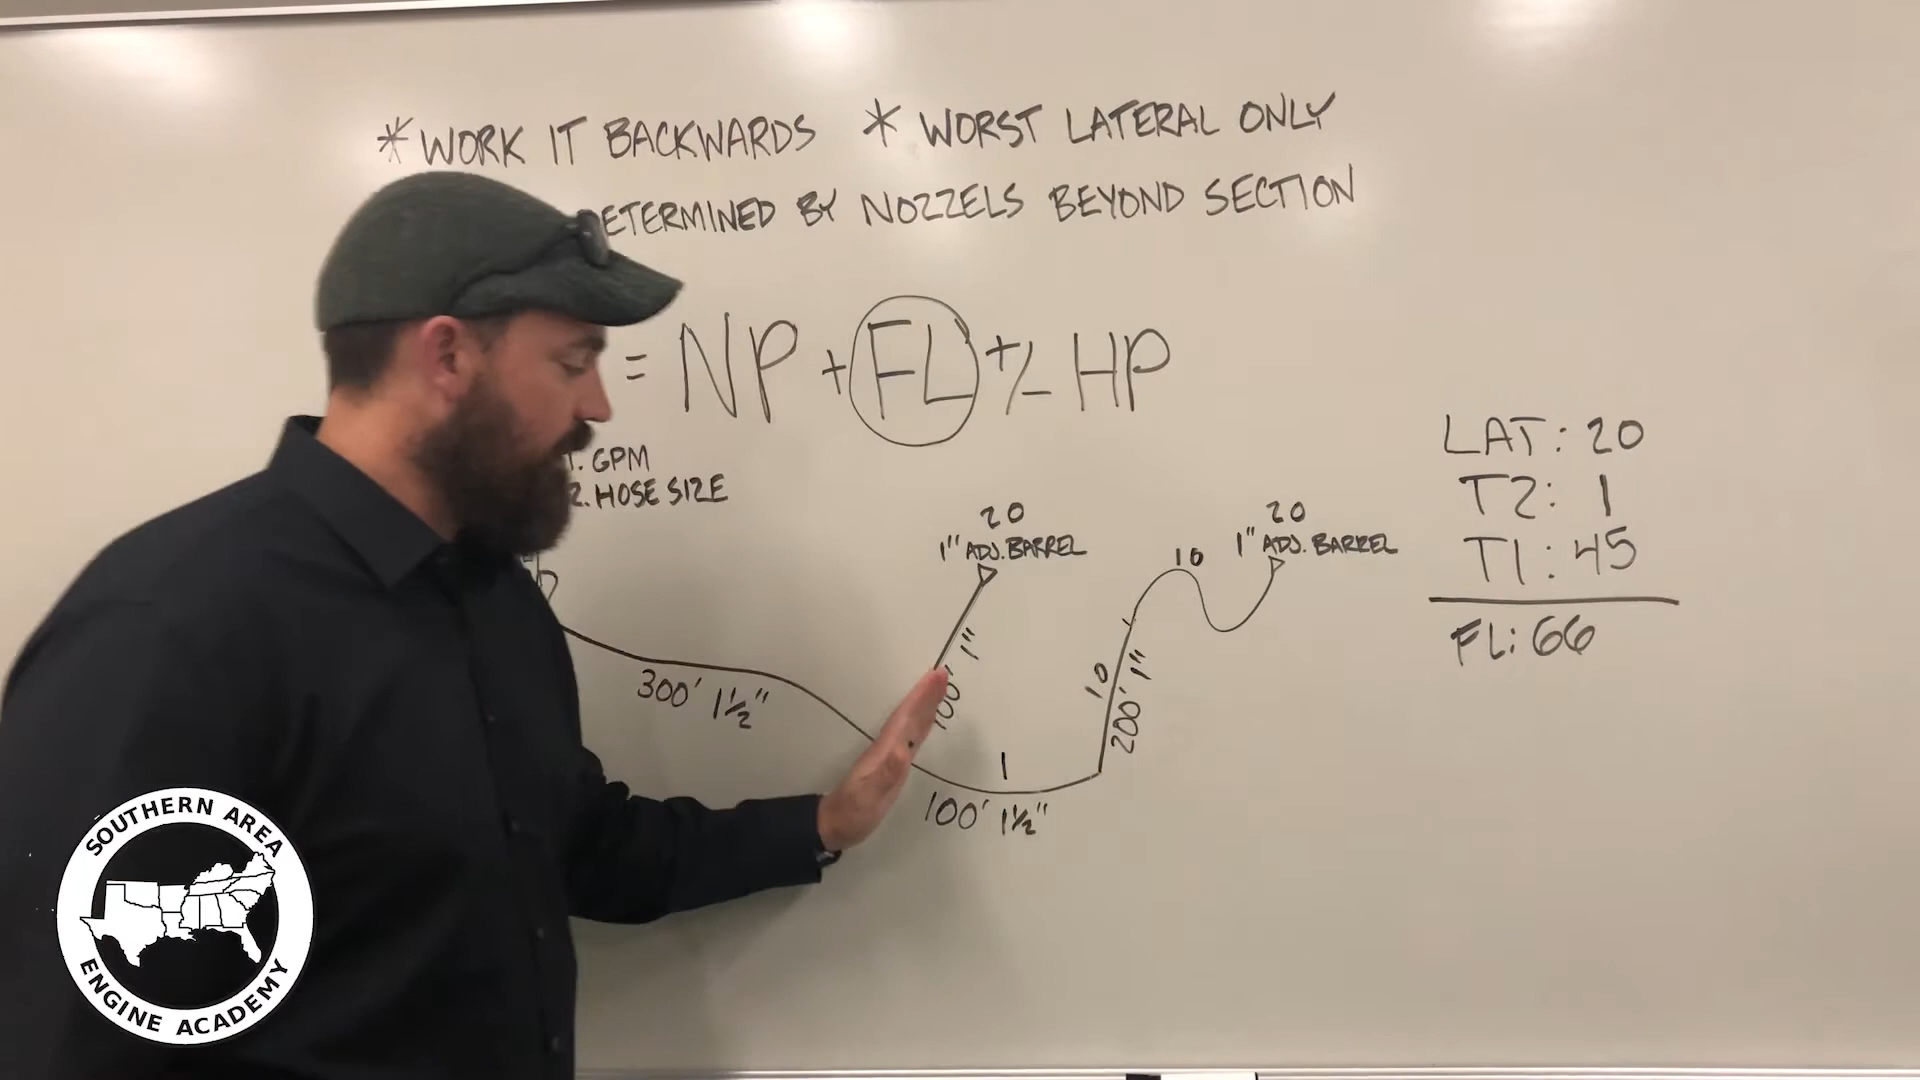 *WORK IT BACKWARDS *WORST LATERAL ONLY
ETERMINED BY NOZZELS BEYOND SECTION
= NP + FL +/- HP
1. GPM
2. HOSE SIZE
LAT: 20
T2: 1
T1: 45
FL: 66
20
1" ADJ. BARREL
20
1" ADJ. BARREL
10
100' 1"
10
200' 1"
300' 1½"
1
100' 1½"
SOUTHERN AREA
ENGINE ACADEMY